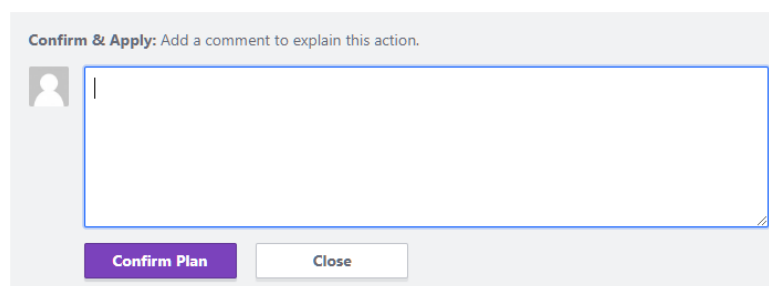 Confirm & Apply: Add a comment to explain this action.
Confirm Plan
Close